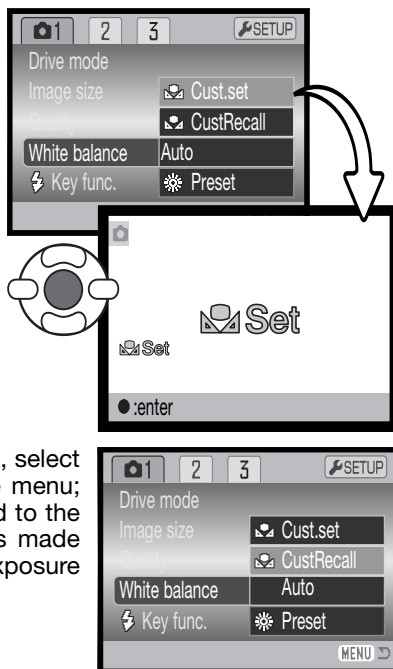 1 2 3 SETUP
Drive mode
Image size Cust.set
Quality CustRecall
White balance Auto
Key func. Preset
Set
Set
:enter
, select
menu;
d to the
s made
xposure
1 2 3 SETUP
Drive mode
Image size Cust.set
Quality CustRecall
White balance Auto
Key func. Preset
MENU